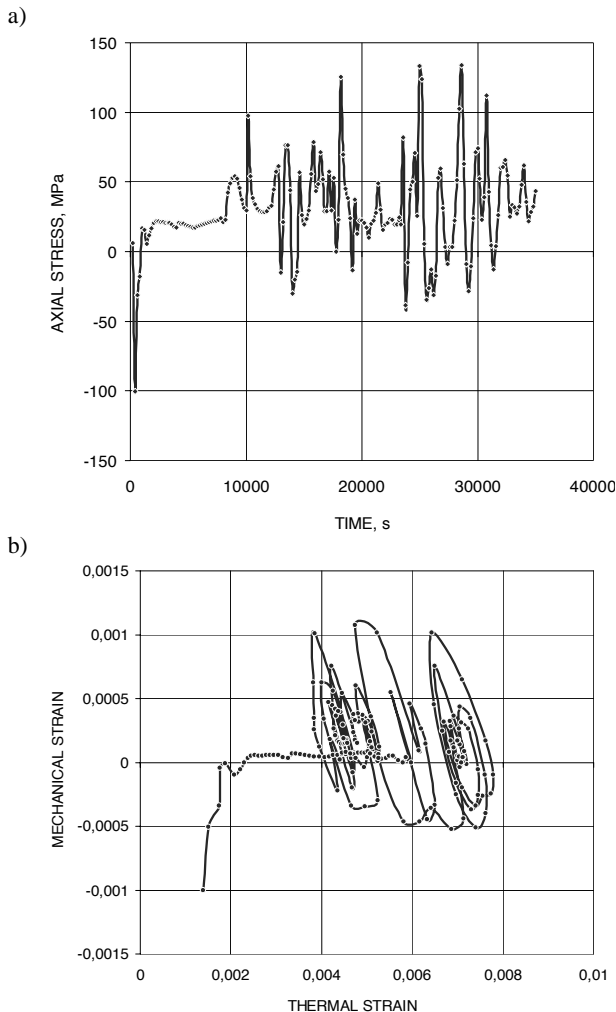 a)
150
100
50
0
-50
-100
-150
AXIAL STRESS, MPa
0 10000 20000 30000 40000
TIME, s
b)
0,0015
0,001
0,0005
0
-0,0005
-0,001
-0,0015
MECHANICAL STRAIN
0 0,002 0,004 0,006 0,008 0,01
THERMAL STRAIN